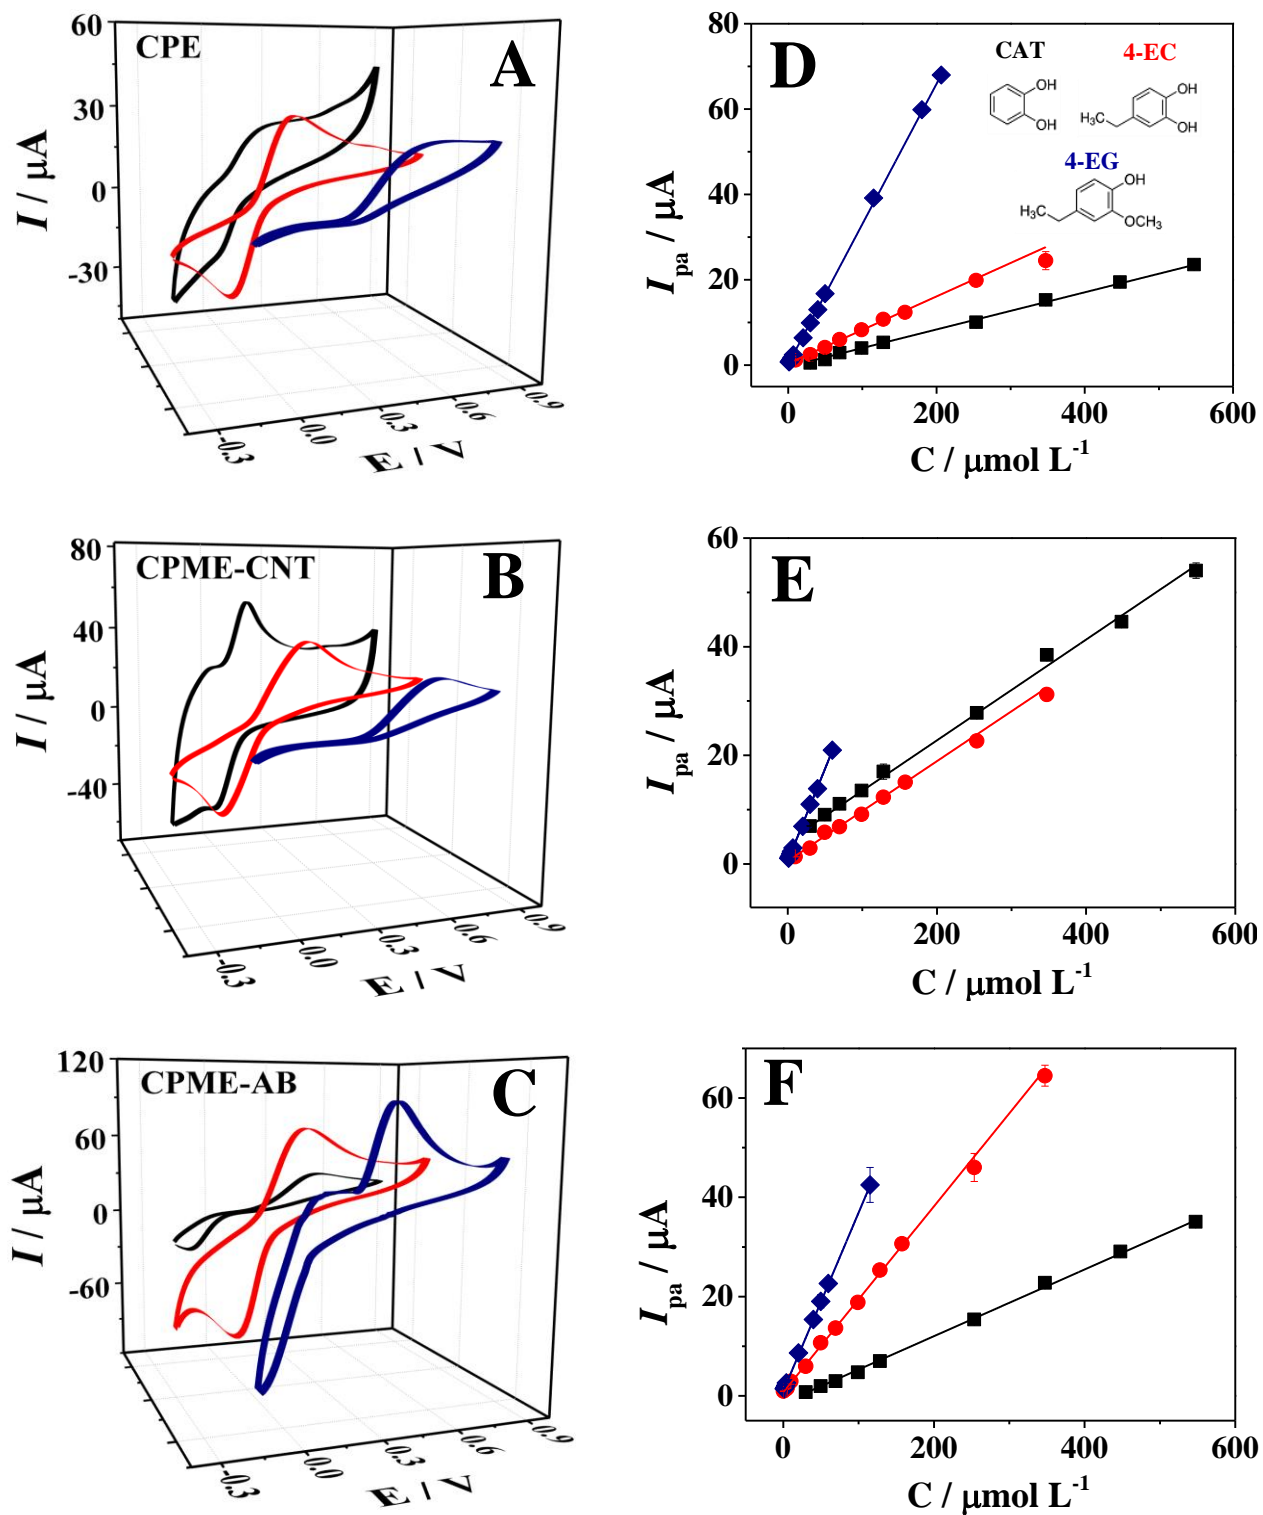 60
30
0
-30
I / µA
CPE
A
-0.3
0.0
0.3
0.6
0.9
E / V
80
60
40
20
0
I pa / µA
D
CAT
4-EC
OH
OH
OH
H₃C
OH
4-EG
OH
H₃C
OCH₃
0
200
400
600
C / µmol L⁻¹
80
40
0
-40
I / µA
CPME-CNT
B
-0.3
0.0
0.3
0.6
0.9
E / V
60
40
20
0
I pa / µA
E
0
200
400
600
C / µmol L⁻¹
120
60
0
-60
I / µA
CPME-AB
C
-0.3
0.0
0.3
0.6
0.9
E / V
60
40
20
0
I pa / µA
F
0
200
400
600
C / µmol L⁻¹